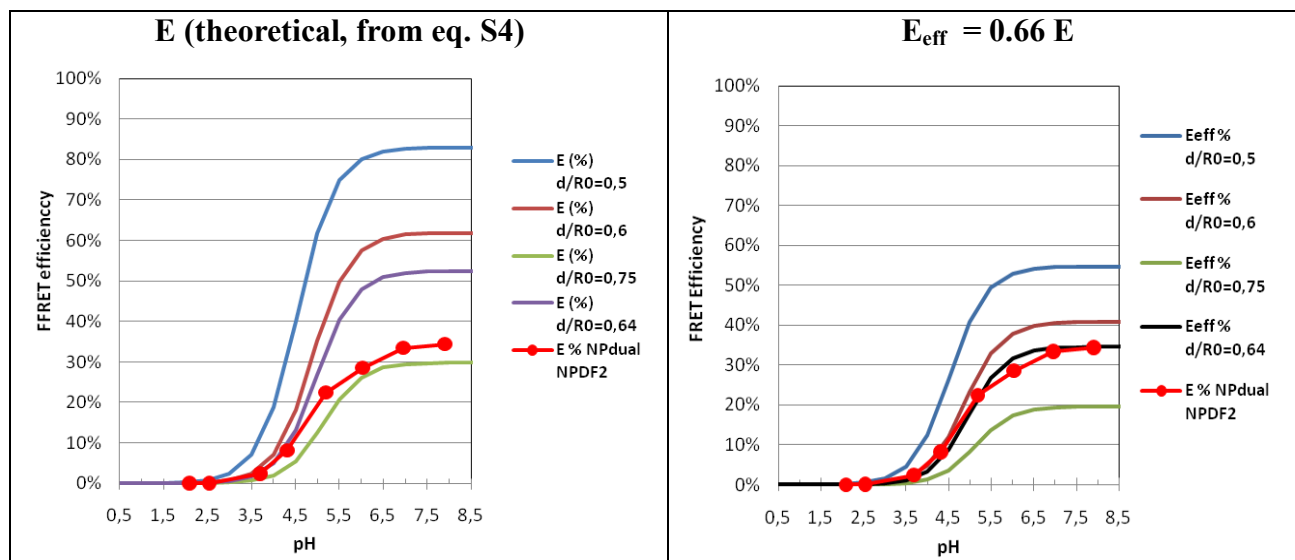 E (theoretical, from eq. S4)
100%
90%
80%
70%
60%
50%
40%
30%
20%
10%
0%
FFRET efficienccy
0,5 1,5 2,5 3,5 4,5 5,5 6,5 7,5 8,5
pH
E (%)
d/R0=0,5
E (%)
d/R0=0,6
E (%)
d/R0=0,75
E (%)
d/R0=0,64
E % NPdual
NPDF2
Eeff = 0.66 E
100%
90%
80%
70%
60%
50%
40%
30%
20%
10%
0%
FRET Efficiency
0,5 1,5 2,5 3,5 4,5 5,5 6,5 7,5 8,5
pH
Eeff %
d/R0=0,5
Eeff %
d/R0=0,6
Eeff %
d/R0=0,75
Eeff %
d/R0=0,64
E % NPdual
NPDF2